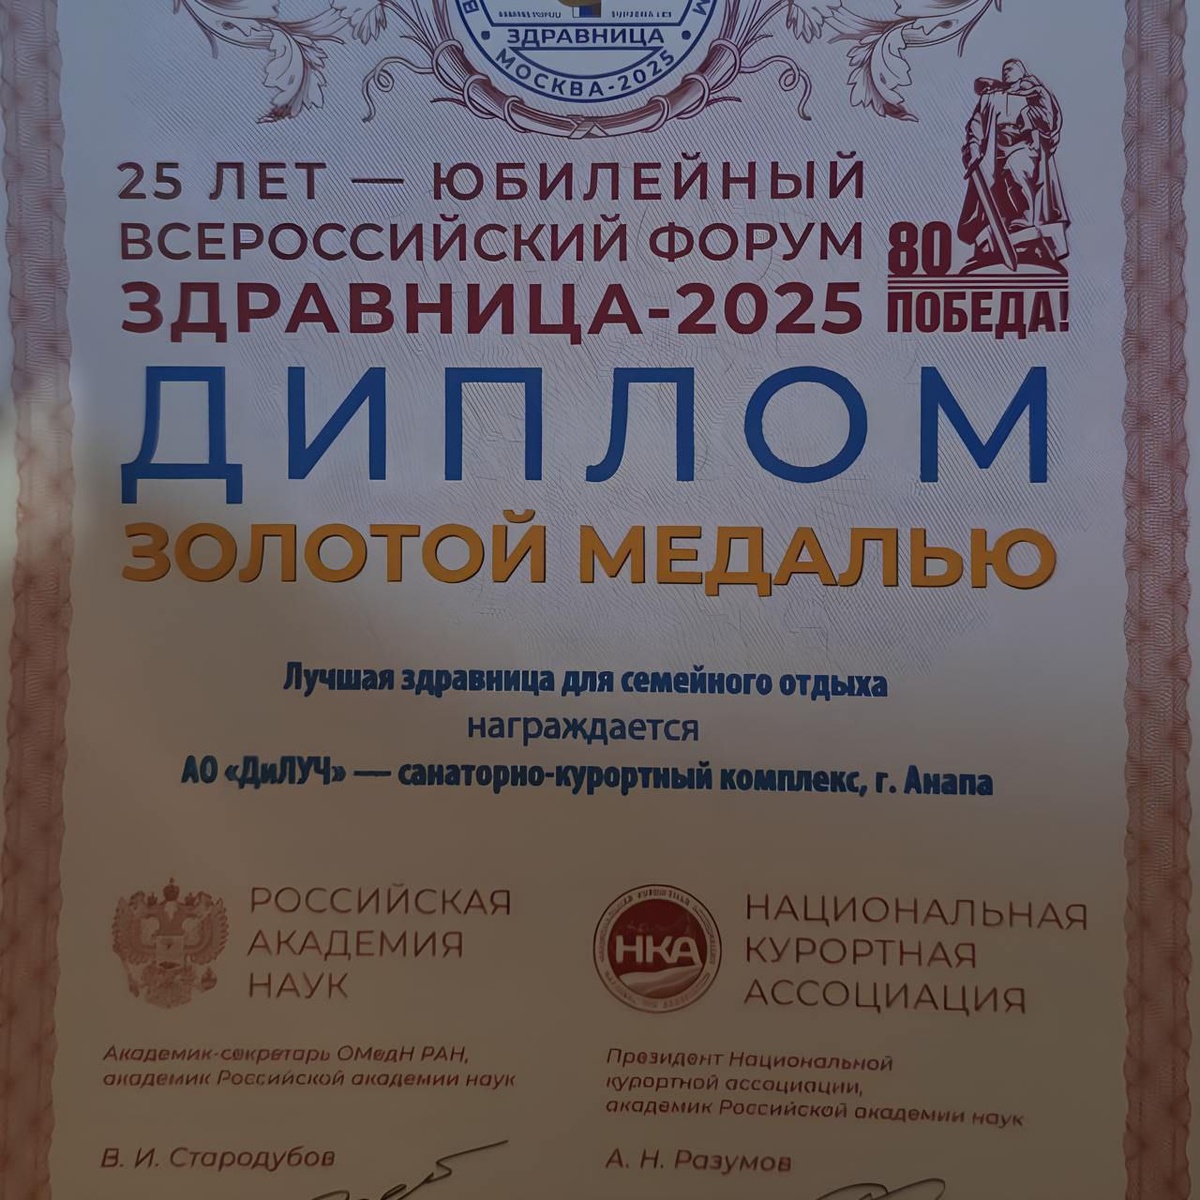 ЗДРАВНИЦА
МОСКВА-2025
25 ЛЕТ — ЮБИЛЕЙНЫЙ
ВСЕРОССИЙСКИЙ ФОРУМ
ЗДРАВНИЦА-2025
80
ПОБЕДА!
ДИПЛОМ
ЗОЛОТОЙ МЕДАЛЬЮ
Лучшая здравница для семейного отдыха
награждается
АО «ДиЛУЧ» — санаторно-курортный комплекс, г. Анапа
РОССИЙСКАЯ
АКАДЕМИЯ
НАУК
НКА
НАЦИОНАЛЬНАЯ
КУРОРТНАЯ
АССОЦИАЦИЯ
Академик-секретарь ОМедН РАН,
академик Российской академии наук
В. И. Стародубов
Президент Национальной
курортной ассоциации,
академик Российской академии наук
А. Н. Разумов